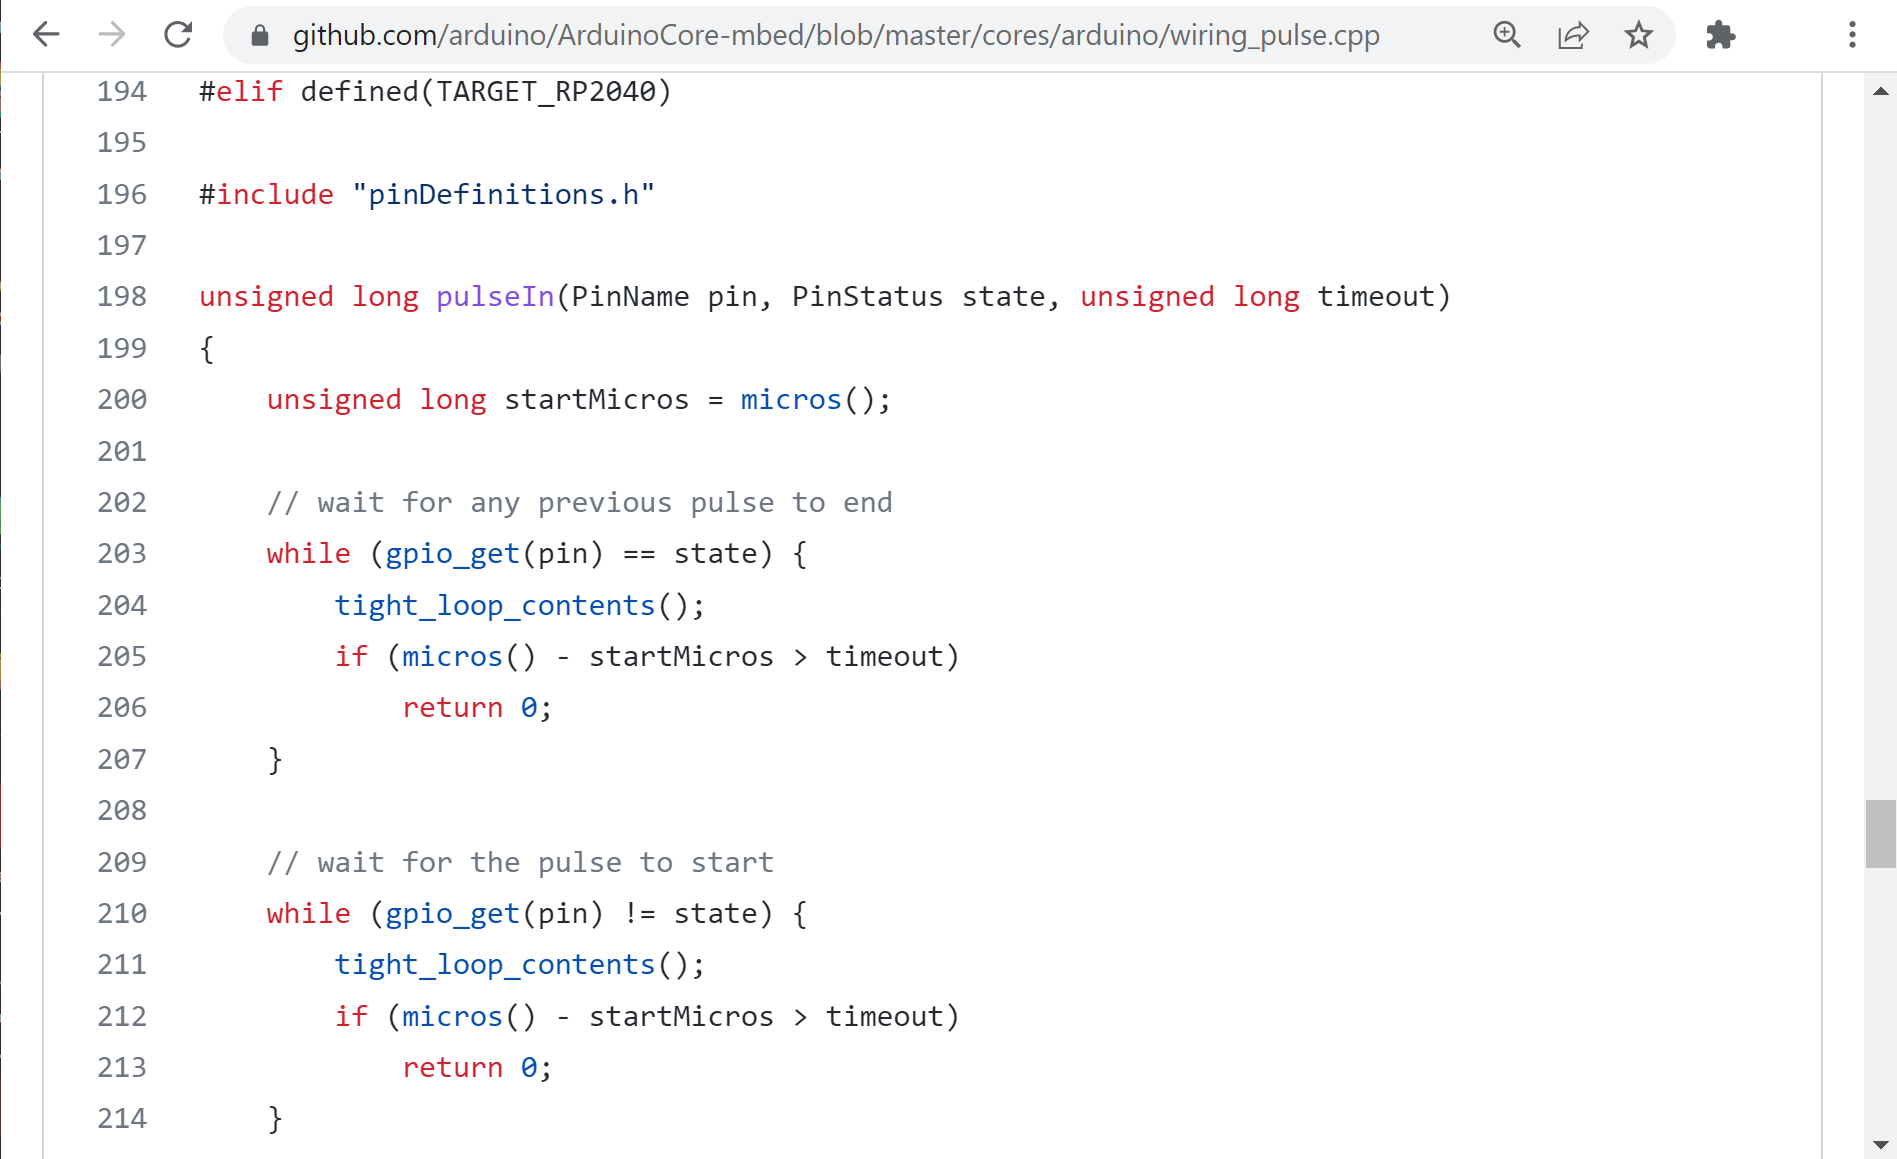 github.com/arduino/ArduinoCore-mbed/blob/master/cores/arduino/wiring_pulse.cpp
194 #elif defined(TARGET_RP2040)
195
196 #include "pinDefinitions.h"
197
198 unsigned long pulseIn(PinName pin, PinStatus state, unsigned long timeout)
199 {
200     unsigned long startMicros = micros();
201
202     // wait for any previous pulse to end
203     while (gpio_get(pin) == state) {
204         tight_loop_contents();
205         if (micros() - startMicros > timeout)
206             return 0;
207     }
208
209     // wait for the pulse to start
210     while (gpio_get(pin) != state) {
211         tight_loop_contents();
212         if (micros() - startMicros > timeout)
213             return 0;
214     }